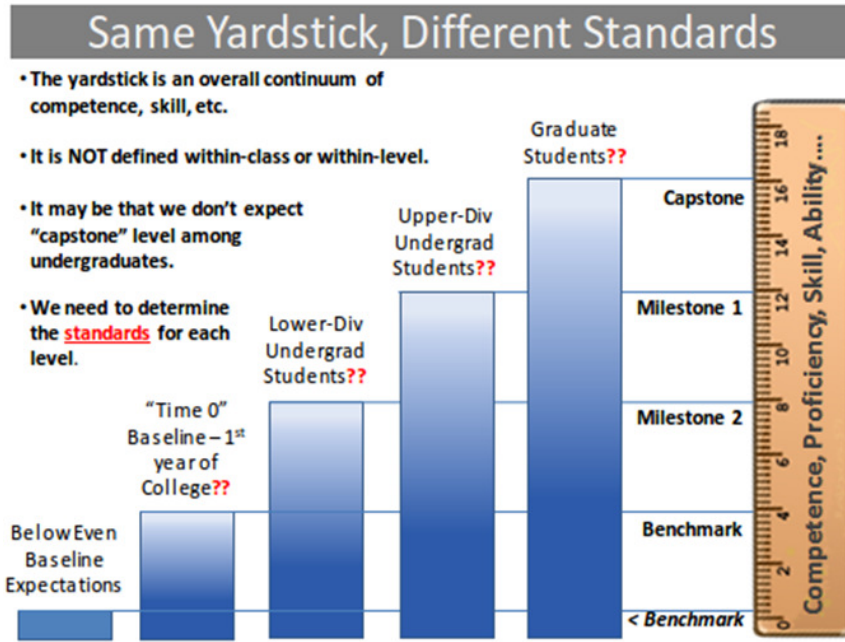 Same Yardstick, Different Standards
• The yardstick is an overall continuum of
competence, skill, etc.
• It is NOT defined within-class or within-level.
• It may be that we don't expect
"capstone" level among
undergraduates.
• We need to determine
the standards for each
level.
Below Even
Baseline
Expectations
"Time 0"
Baseline – 1st
year of
College??
Lower-Div
Undergrad
Students??
Upper-Div
Undergrad
Students??
Graduate
Students??
Capstone
Milestone 1
Milestone 2
Benchmark
< Benchmark
18
16
14
12
10
8
6
4
2
0
Competence, Proficiency, Skill, Ability....